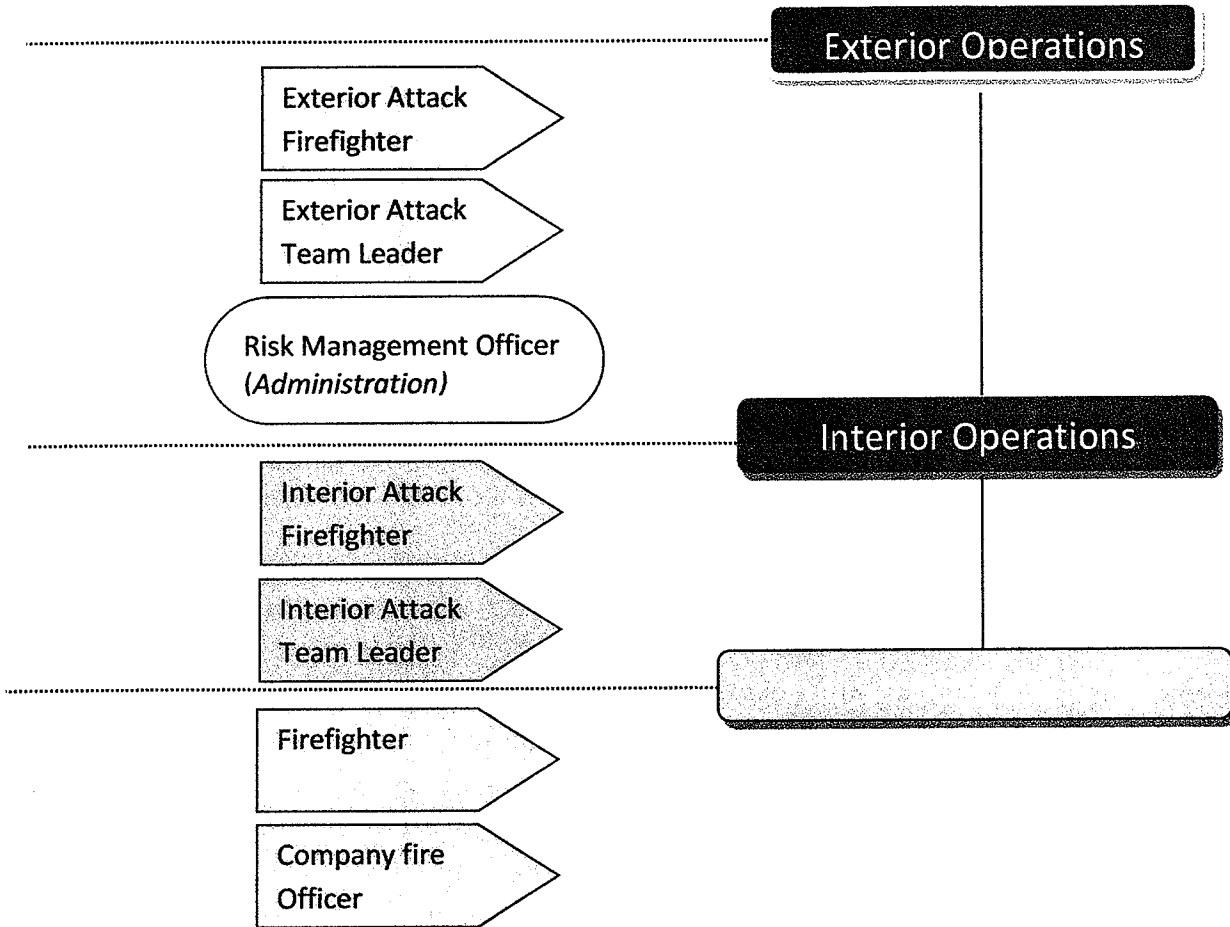 Exterior Operations
Exterior Attack
Firefighter
Exterior Attack
Team Leader
Risk Management Officer
(Administration)
Interior Operations
Interior Attack
Firefighter
Interior Attack
Team Leader
Firefighter
Company fire
Officer